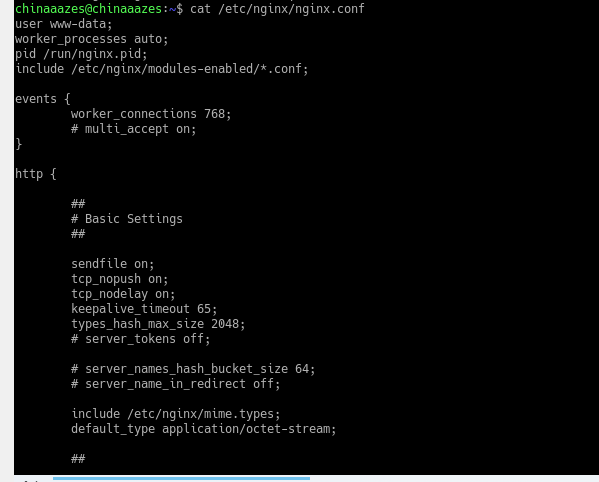 chinaaazes@chinaaazes:~$ cat /etc/nginx/nginx.conf
user www-data;
worker_processes auto;
pid /run/nginx.pid;
include /etc/nginx/modules-enabled/*.conf;
events {
worker_connections 768;
# multi_accept on;
}
http {
##
# Basic Settings
##
sendfile on;
tcp_nopush on;
tcp_nodelay on;
keepalive_timeout 65;
types_hash_max_size 2048;
# server_tokens off;
# server_names_hash_bucket_size 64;
# server_name_in_redirect off;
include /etc/nginx/mime.types;
default_type application/octet-stream;
##